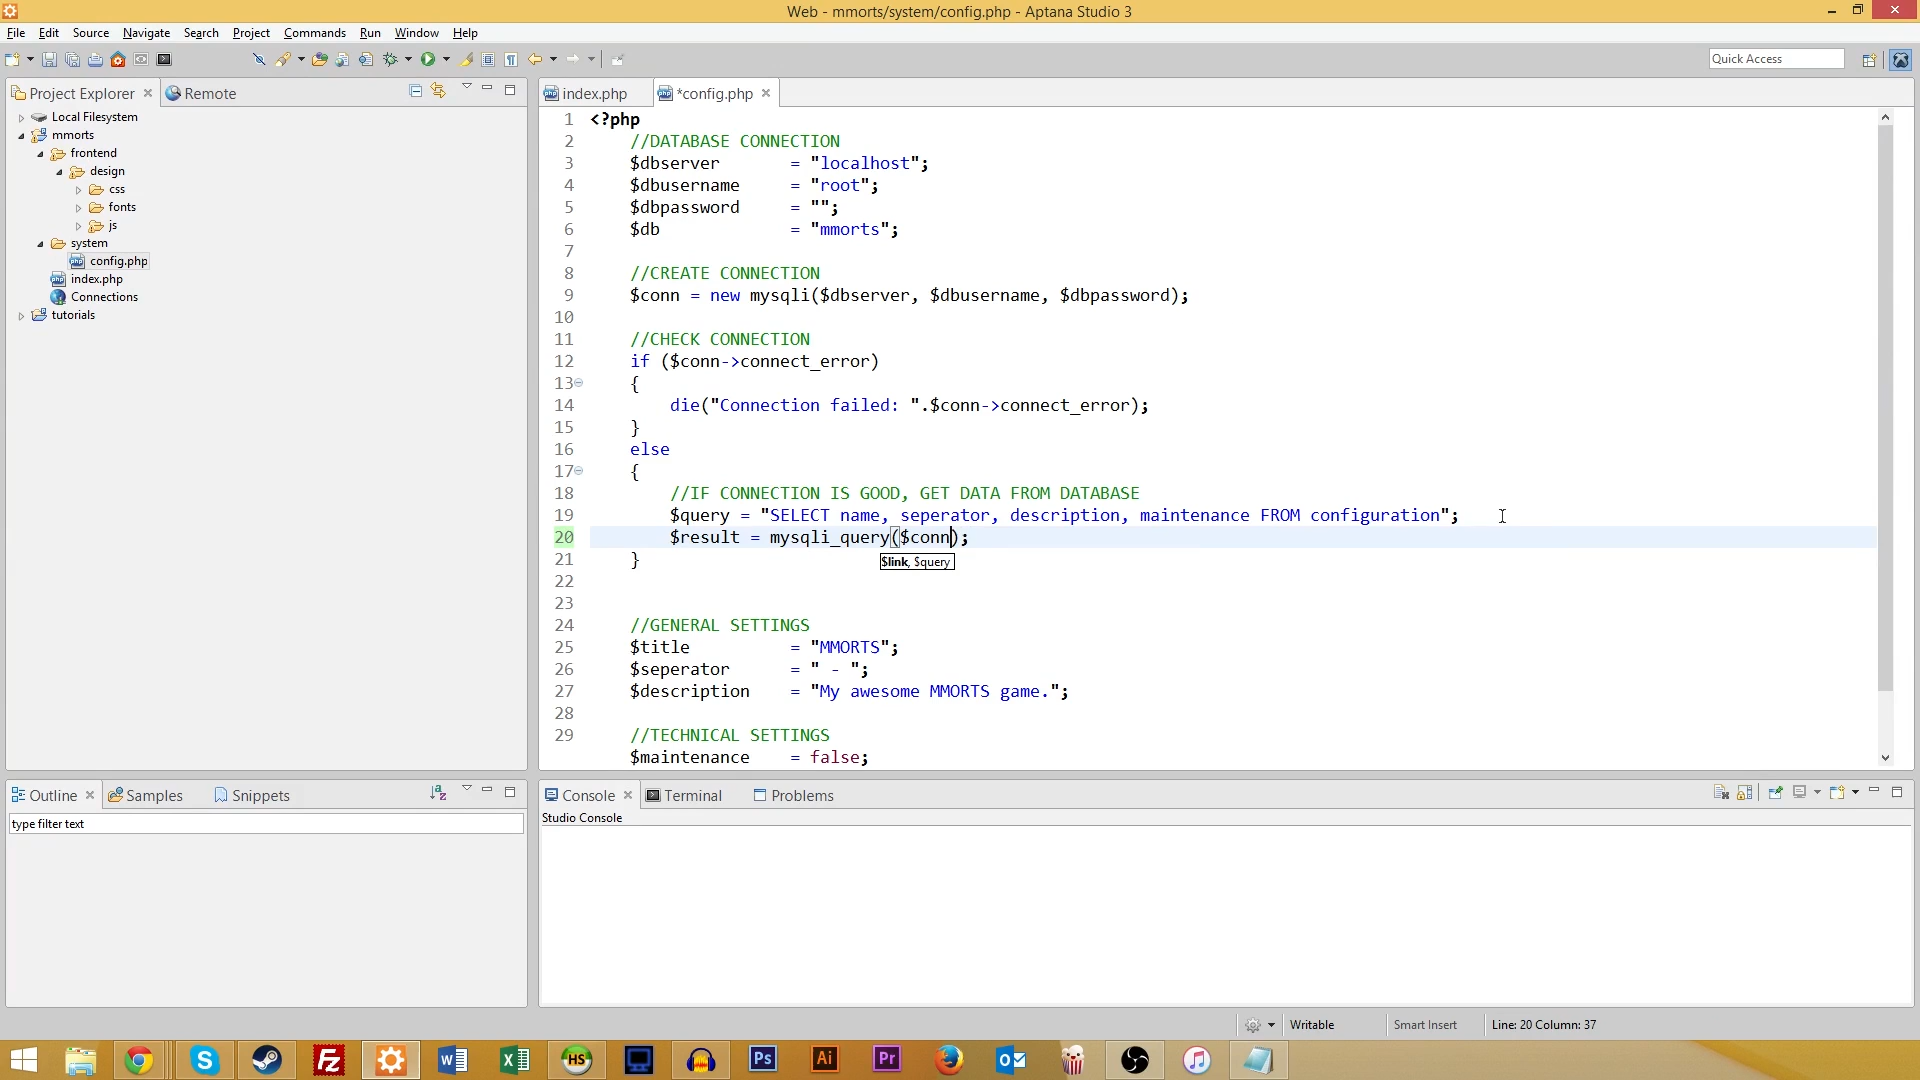 Web - mmorts/system/config.php - Aptana Studio 3
File Edit Source Navigate Search Project Commands Run Window Help
Quick Access
Project Explorer
Remote
Local Filesystem
mmorts
frontend
design
css
fonts
js
system
config.php
index.php
Connections
tutorials
index.php
*config.php
1 <?php
2 //DATABASE CONNECTION
3 $dbserver = "localhost";
4 $dbusername = "root";
5 $dbpassword = "";
6 $db = "mmorts";
7
8 //CREATE CONNECTION
9 $conn = new mysqli($dbserver, $dbusername, $dbpassword);
10
11 //CHECK CONNECTION
12 if ($conn->connect_error)
13 {
14 die("Connection failed: ".$conn->connect_error);
15 }
16 else
17 {
18 //IF CONNECTION IS GOOD, GET DATA FROM DATABASE
19 $query = "SELECT name, seperator, description, maintenance FROM configuration";
20 $result = mysqli_query($conn);
21 }
$link, $query
22
23
24 //GENERAL SETTINGS
25 $title = "MMORTS";
26 $seperator = " - ";
27 $description = "My awesome MMORTS game.";
28
29 //TECHNICAL SETTINGS
$maintenance = false;
Outline
Samples
Snippets
type filter text
Console
Terminal
Problems
Studio Console
Writable
Smart Insert
Line: 20 Column: 37
S
Fz
W
X
HS
Ps
Ai
Pr